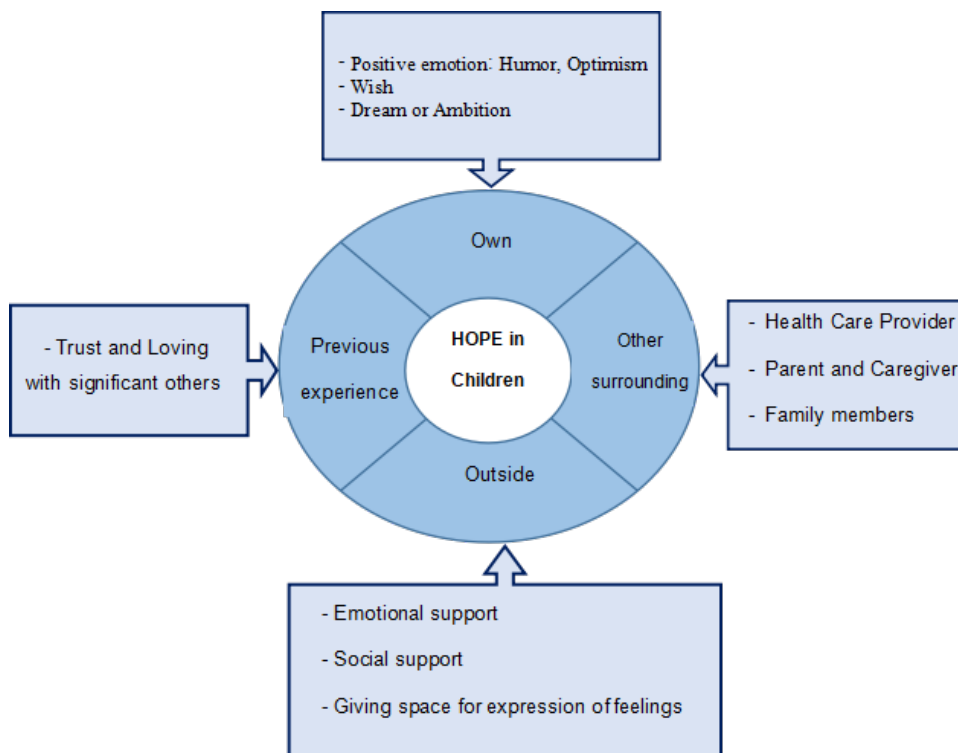 - Positive emotion: Humor, Optimism
- Wish
- Dream or Ambition
Own
- Trust and Loving
with significant others
Previous
experience
HOPE in
Children
Other
surrounding
- Health Care Provider
- Parent and Caregiver
- Family members
Outside
- Emotional support
- Social support
- Giving space for expression of feelings